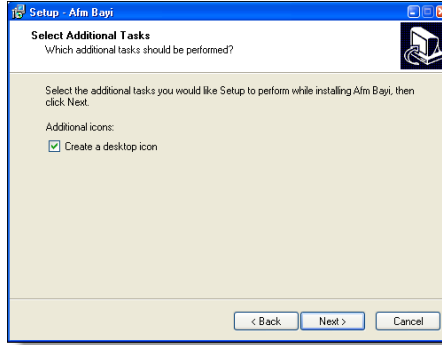 Setup - Afm Bayi
Select Additional Tasks
Which additional tasks should be performed?
Select the additional tasks you would like Setup to perform while installing Afm Bayi, then
click Next.
Additional icons:
Create a desktop icon
< Back
Next >
Cancel